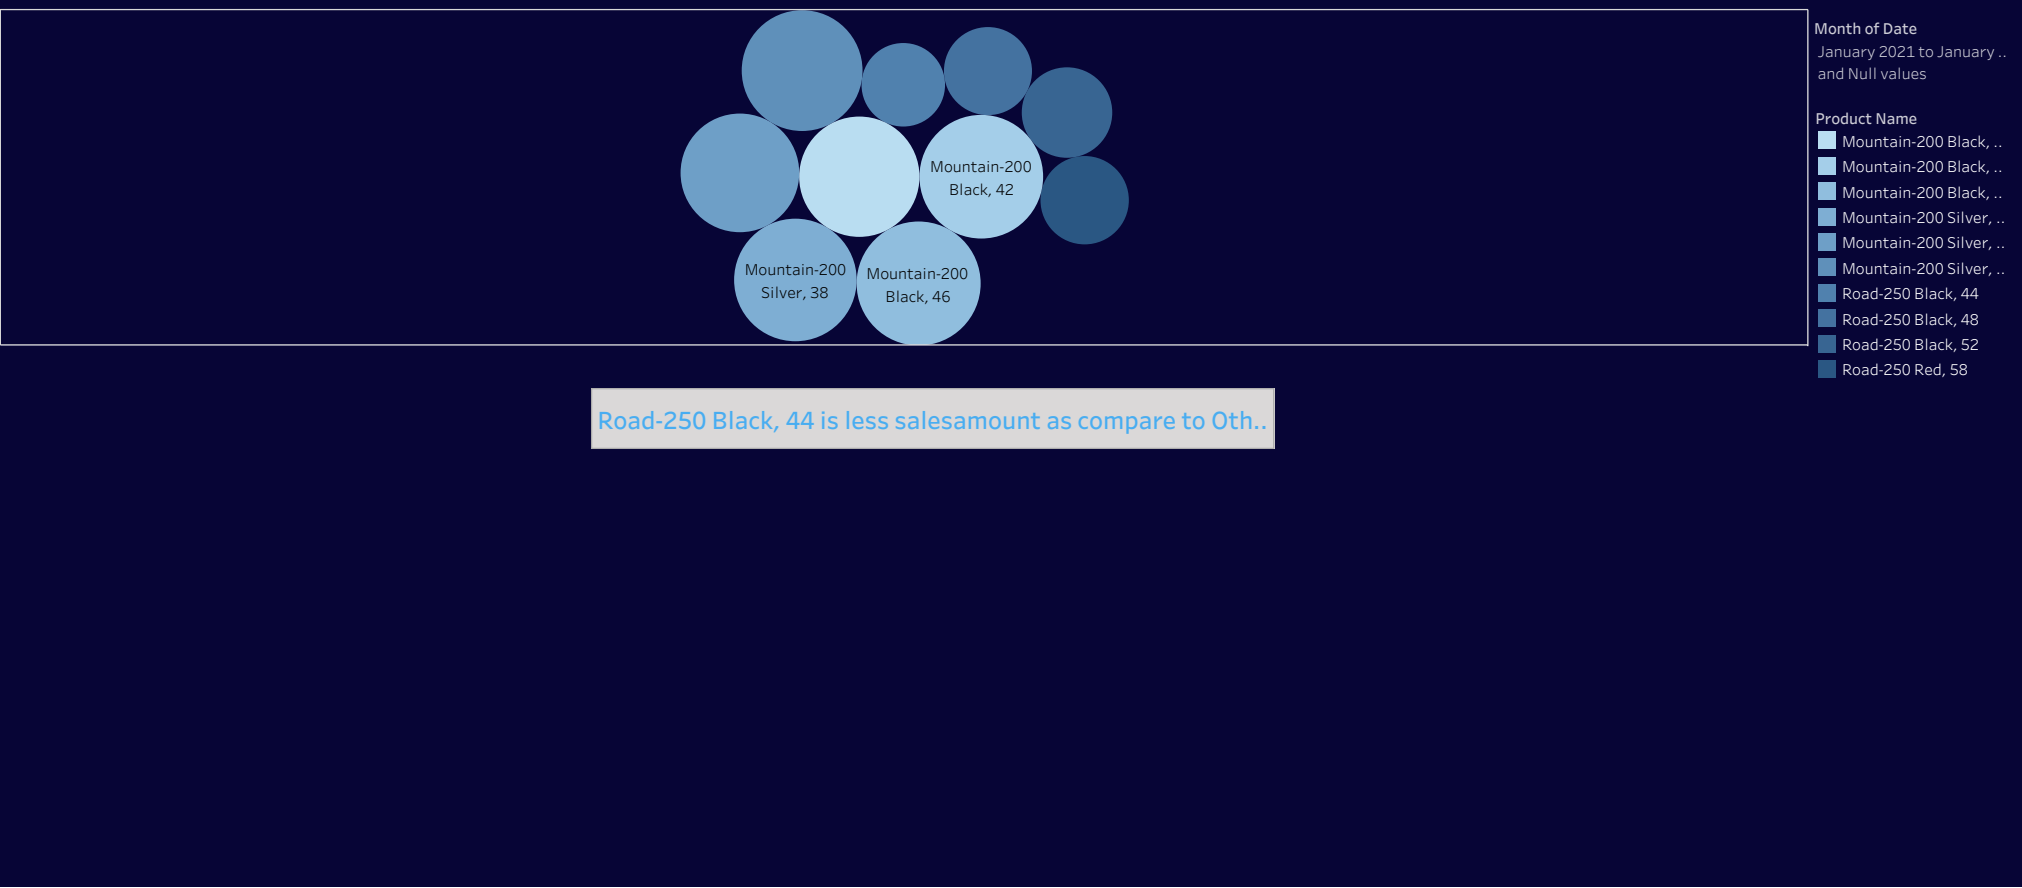 Mountain-200
Black, 42
Mountain-200
Silver, 38
Mountain-200
Black, 46
Month of Date
January 2021 to January ..
and Null values
Product Name
Mountain-200 Black, ..
Mountain-200 Black, ..
Mountain-200 Black, ..
Mountain-200 Silver, ..
Mountain-200 Silver, ..
Mountain-200 Silver, ..
Road-250 Black, 44
Road-250 Black, 48
Road-250 Black, 52
Road-250 Red, 58
Road-250 Black, 44 is less salesamount as compare to Oth..